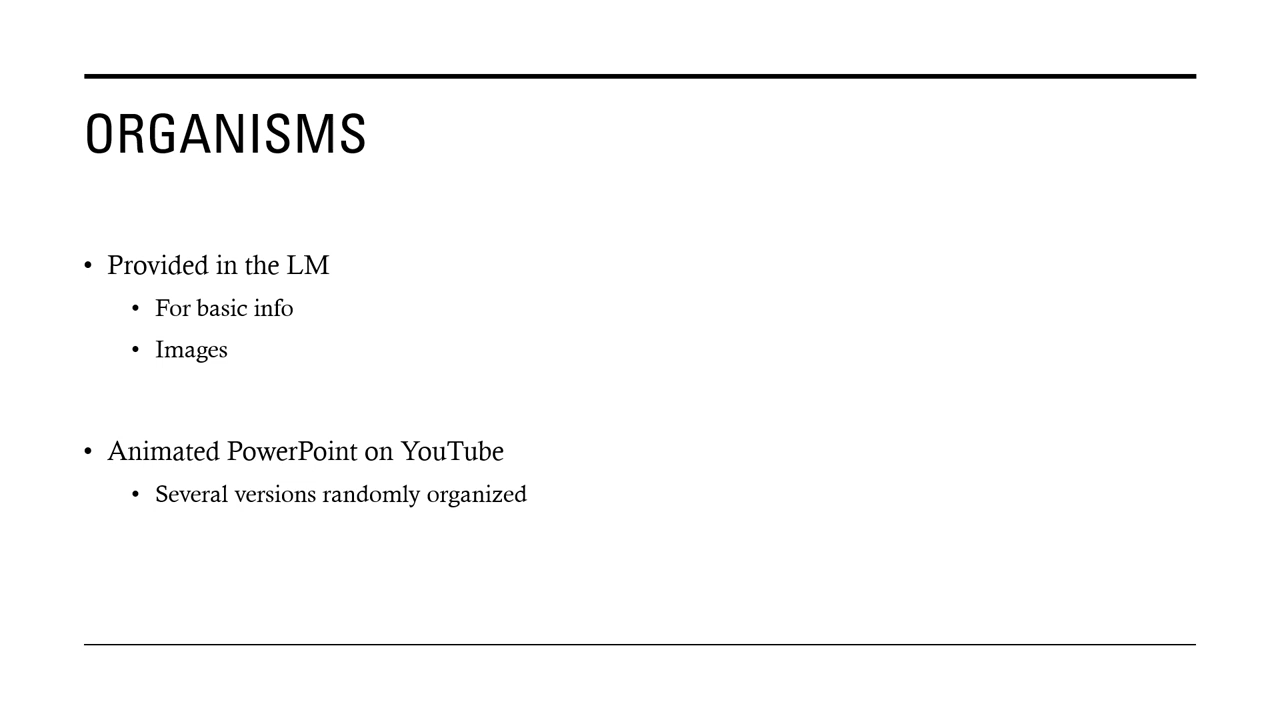 ORGANISMS
• Provided in the LM
• For basic info
• Images
• Animated PowerPoint on YouTube
• Several versions randomly organized